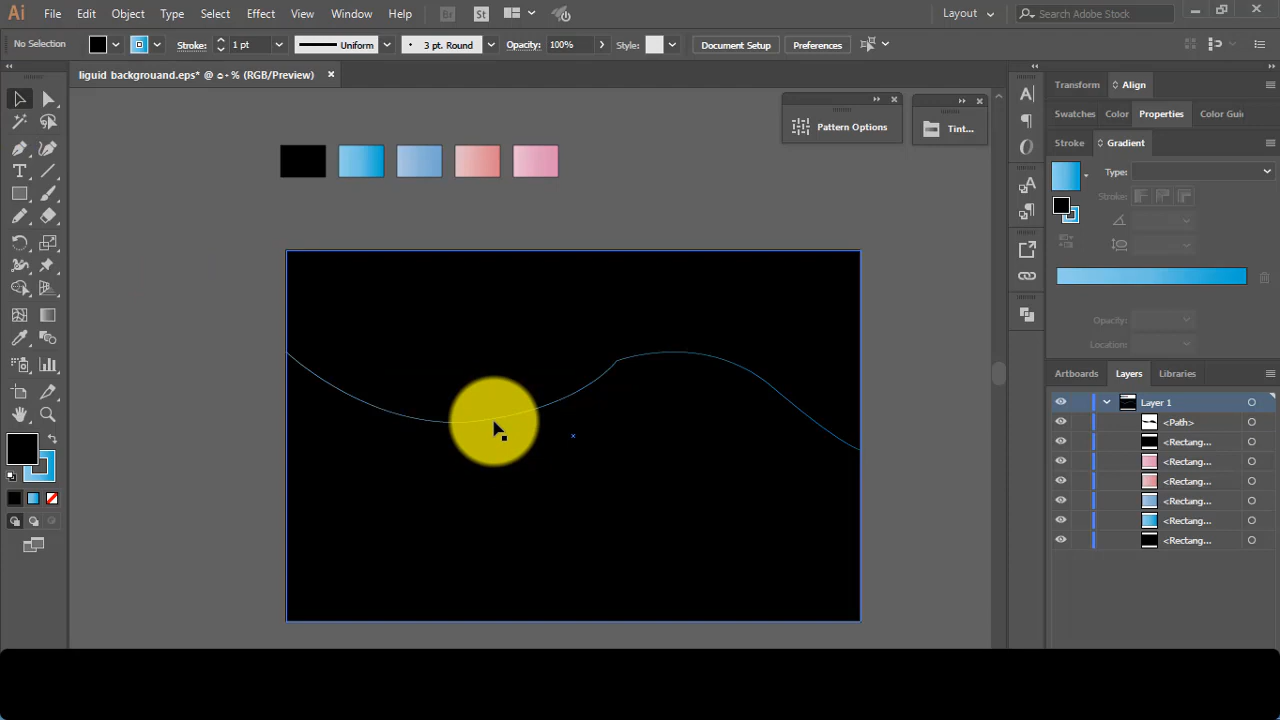 Ai File Edit Object Type Select Effect View Window Help Br St Layout Search Adobe Stock
No Selection Stroke: 1 pt Uniform 3 pt. Round Opacity: 100% Style: Document Setup Preferences
liguid backgrouand.eps* @ ၀ % (RGB/Preview)
Pattern Options Tint...
Transform Align
Swatches Color Properties Color Gui
Stroke Gradient
Type:
Stroke:
Opacity:
Location:
Artboards Layers Libraries
Layer 1
<Path>
<Rectang...
<Rectang...
<Rectang...
<Rectang...
<Rectang...
<Rectang...